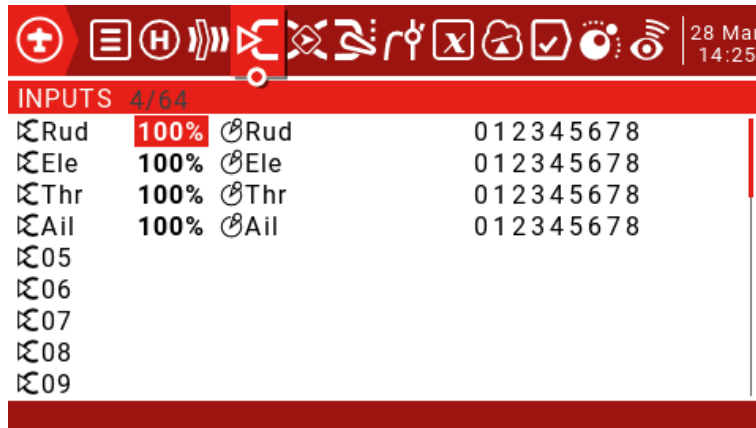 28 Mar
14:25
INPUTS 4/64
Rud 100% Rud 012345678
Ele 100% Ele 012345678
Thr 100% Thr 012345678
Ail 100% Ail 012345678
05
06
07
08
09